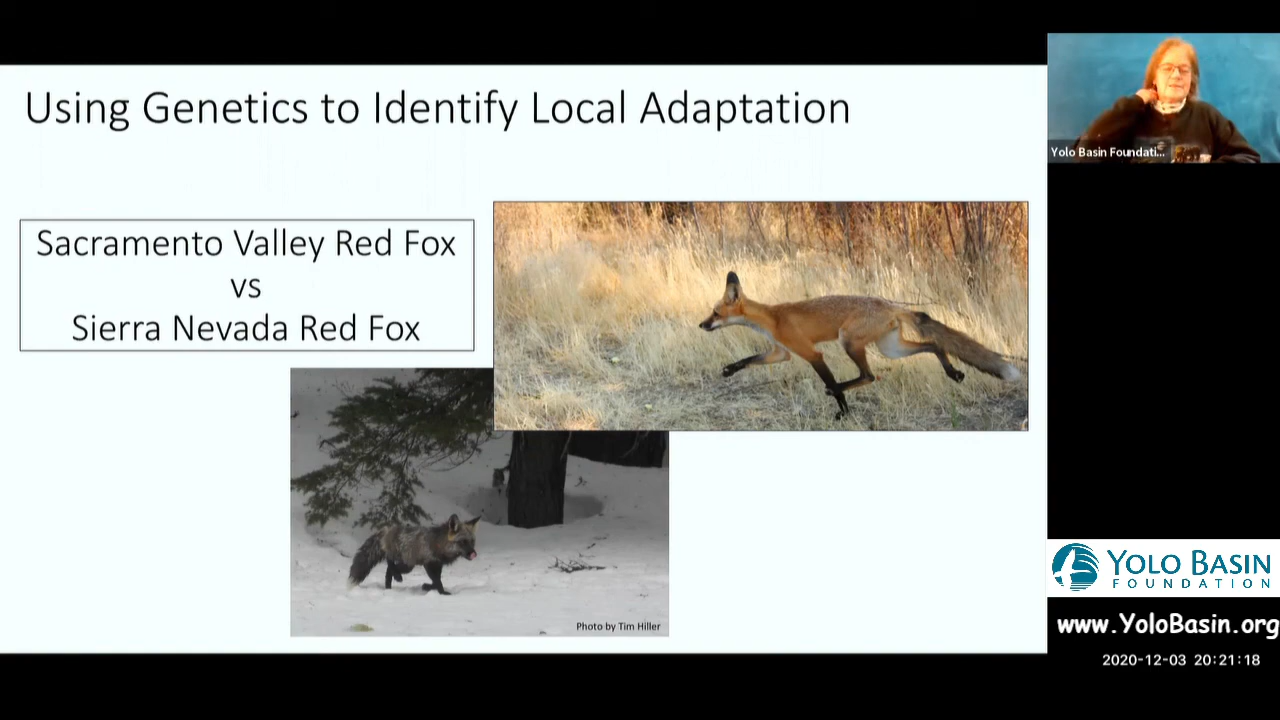 Using Genetics to Identify Local Adaptation
Sacramento Valley Red Fox
vs
Sierra Nevada Red Fox
Photo by Tim Hiller
Yolo Basin Foundati...
YOLO BASIN
FOUNDATION
www.YoloBasin.org
2020-12-03 20:21:18